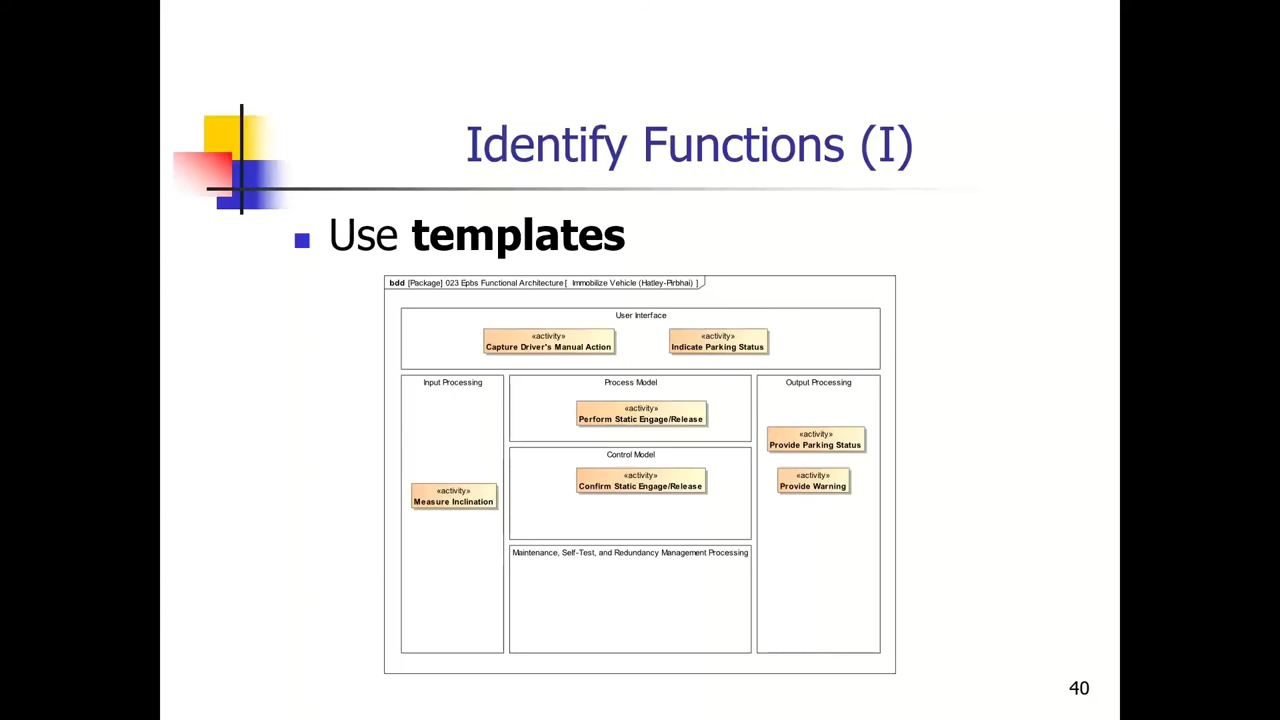 Identify Functions (I)
Use templates
bdd [Package] 023 Epbs Functional Architecture [ Immobilize Vehicle (Hatley-Pirbhai) ]
User Interface
«activity»
Capture Driver's Manual Action
«activity»
Indicate Parking Status
Input Processing
«activity»
Measure Inclination
Process Model
«activity»
Perform Static Engage/Release
Control Model
«activity»
Confirm Static Engage/Release
Maintenance, Self-Test, and Redundancy Management Processing
Output Processing
«activity»
Provide Parking Status
«activity»
Provide Warning
40